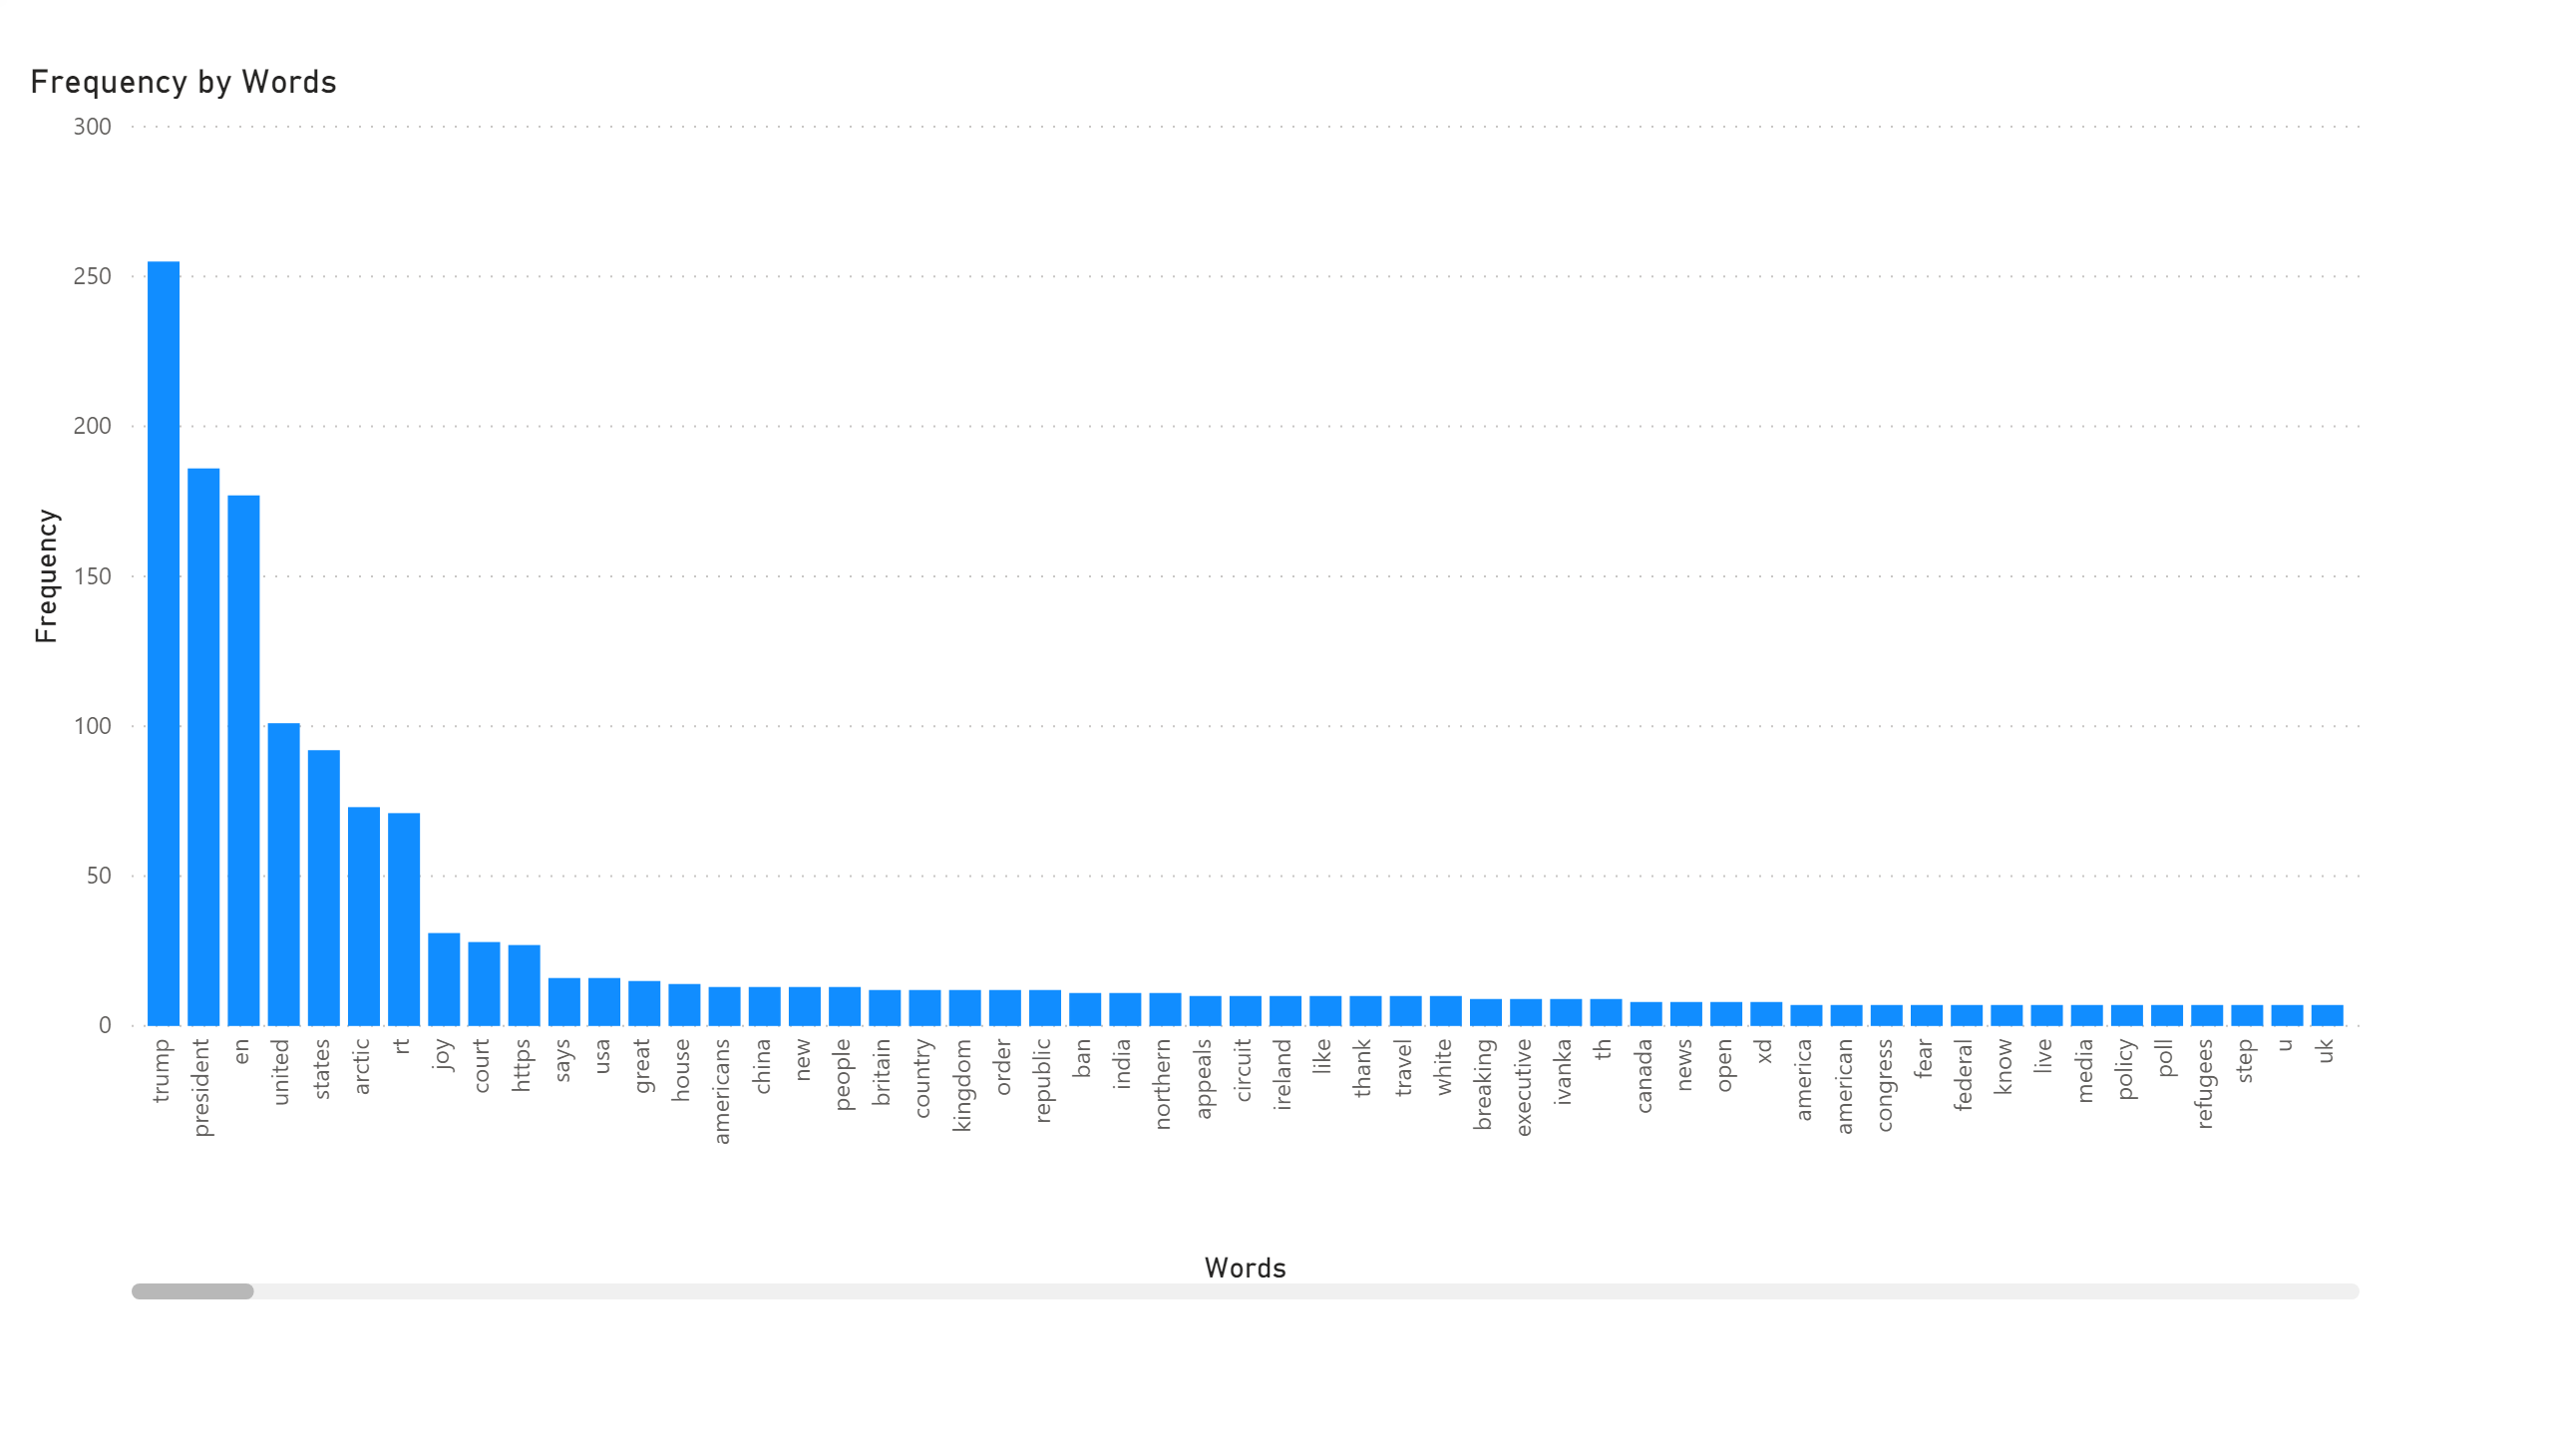 Frequency by Words
300
250
200
150
100
50
0
Frequency
trump
president
en
united
states
arctic
rt
joy
court
https
says
usa
great
house
americans
china
new
people
britain
country
kingdom
order
republic
ban
india
northern
appeals
circuit
ireland
like
thank
travel
white
breaking
executive
ivanka
th
canada
news
open
xd
america
american
congress
fear
federal
know
live
media
policy
poll
refugees
step
u
uk
Words